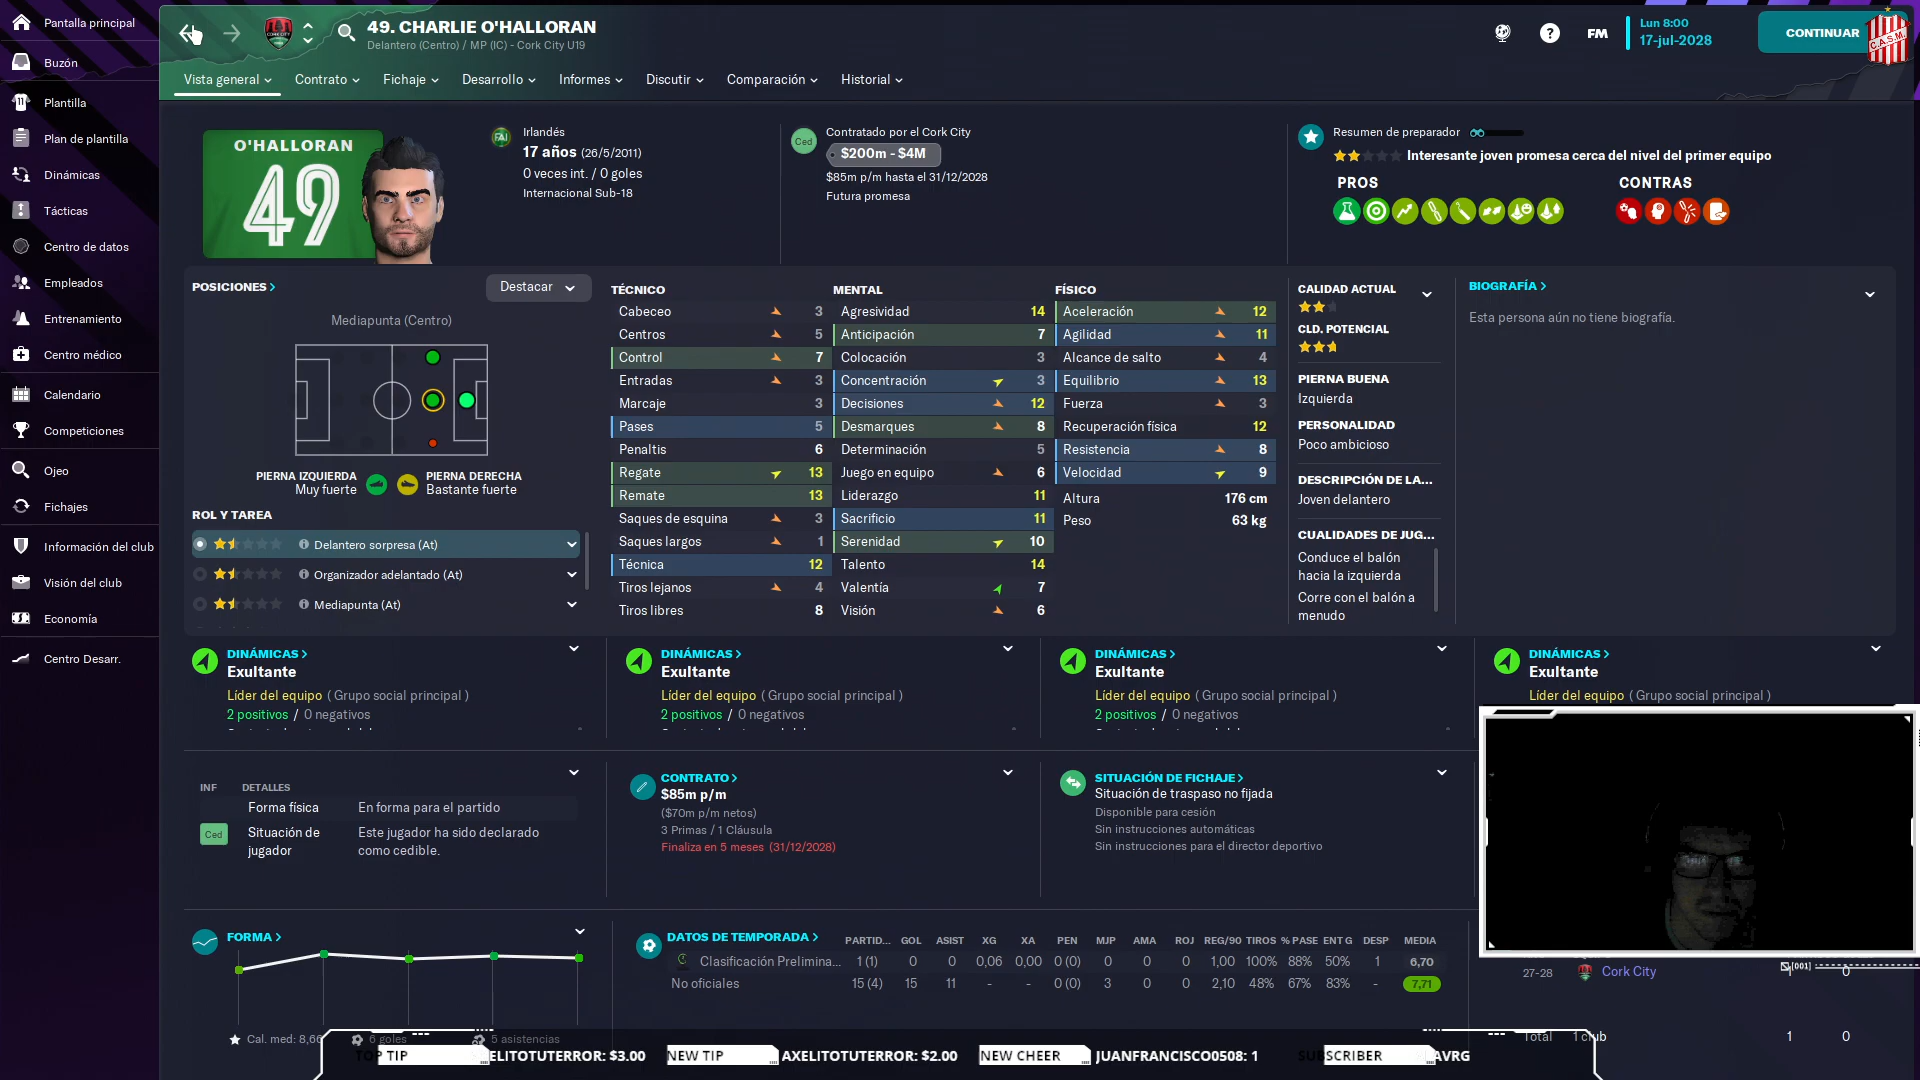 Pantalla principal
Buzón
Plantilla
Plan de plantilla
Dinámicas
Tácticas
Centro de datos
Empleados
Entrenamiento
Centro médico
Calendario
Competiciones
Ojeo
Fichajes
Información del club
Visión del club
Economía
Centro Desarr.
49. CHARLIE O'HALLORAN
Delantero (Centro) / MP (IC) - Cork City U19
FM
Lun 8:00
17-jul-2028
CONTINUAR
C.A.S.M.
Vista general
Contrato
Fichaje
Desarrollo
Informes
Discutir
Comparación
Historial
O'HALLORAN
49
FAI
Irlandés
17 años (26/5/2011)
0 veces int. / 0 goles
Internacional Sub-18
Ced
Contratado por el Cork City
$200m - $4M
$85m p/m hasta el 31/12/2028
Futura promesa
Resumen de preparador
Interesante joven promesa cerca del nivel del primer equipo
PROS
CONTRAS
POSICIONES
Destacar
Mediapunta (Centro)
PIERNA IZQUIERDA
Muy fuerte
PIERNA DERECHA
Bastante fuerte
ROL Y TAREA
Delantero sorpresa (At)
Organizador adelantado (At)
Mediapunta (At)
TÉCNICO
Cabeceo 3
Centros 5
Control 7
Entradas 3
Marcaje 3
Pases 5
Penaltis 6
Regate 13
Remate 13
Saques de esquina 3
Saques largos 1
Técnica 12
Tiros lejanos 4
Tiros libres 8
MENTAL
Agresividad 14
Anticipación 7
Colocación 3
Concentración 3
Decisiones 12
Desmarques 8
Determinación 5
Juego en equipo 6
Liderazgo 11
Sacrificio 11
Serenidad 10
Talento 14
Valentía 7
Visión 6
FÍSICO
Aceleración 12
Agilidad 11
Alcance de salto 4
Equilibrio 13
Fuerza 3
Recuperación física 12
Resistencia 8
Velocidad 9
Altura 176 cm
Peso 63 kg
CALIDAD ACTUAL
CLD. POTENCIAL
PIERNA BUENA
Izquierda
PERSONALIDAD
Poco ambicioso
DESCRIPCIÓN DE LA...
Joven delantero
CUALIDADES DE JUG...
Conduce el balón
hacia la izquierda
Corre con el balón a
menudo
BIOGRAFÍA
Esta persona aún no tiene biografía.
DINÁMICAS
Exultante
Líder del equipo ( Grupo social principal )
2 positivos / 0 negativos
DINÁMICAS
Exultante
Líder del equipo ( Grupo social principal )
2 positivos / 0 negativos
DINÁMICAS
Exultante
Líder del equipo ( Grupo social principal )
2 positivos / 0 negativos
DINÁMICAS
Exultante
Líder del equipo ( Grupo social principal )
INF DETALLES
Forma física En forma para el partido
Ced
Situación de
jugador
Este jugador ha sido declarado
como cedible.
CONTRATO
$85m p/m
($70m p/m netos)
3 Primas / 1 Cláusula
Finaliza en 5 meses (31/12/2028)
SITUACIÓN DE FICHAJE
Situación de traspaso no fijada
Disponible para cesión
Sin instrucciones automáticas
Sin instrucciones para el director deportivo
FORMA
Cal. med: 8,66 6 goles 5 asistencias
DATOS DE TEMPORADA PARTID... GOL ASIST XG XA PEN MJP AMA ROJ REG/90 TIROS % PASE ENT G DESP MEDIA
Clasificación Prelimina... 1 (1) 0 0 0,06 0,00 0 (0) 0 0 0 1,00 100% 88% 50% 1 6,70
No oficiales 15 (4) 15 11 - - 0 (0) 3 0 0 2,10 48% 67% 83% - 7,71
27-28 Cork City 0
[001]
Total 1 club 1 0
TOP TIP ELITOTUTERROR: $3.00 NEW TIP AXELITOTUTERROR: $2.00 NEW CHEER JUANFRANCISCO0508: 1 SUBSCRIBER AVRG